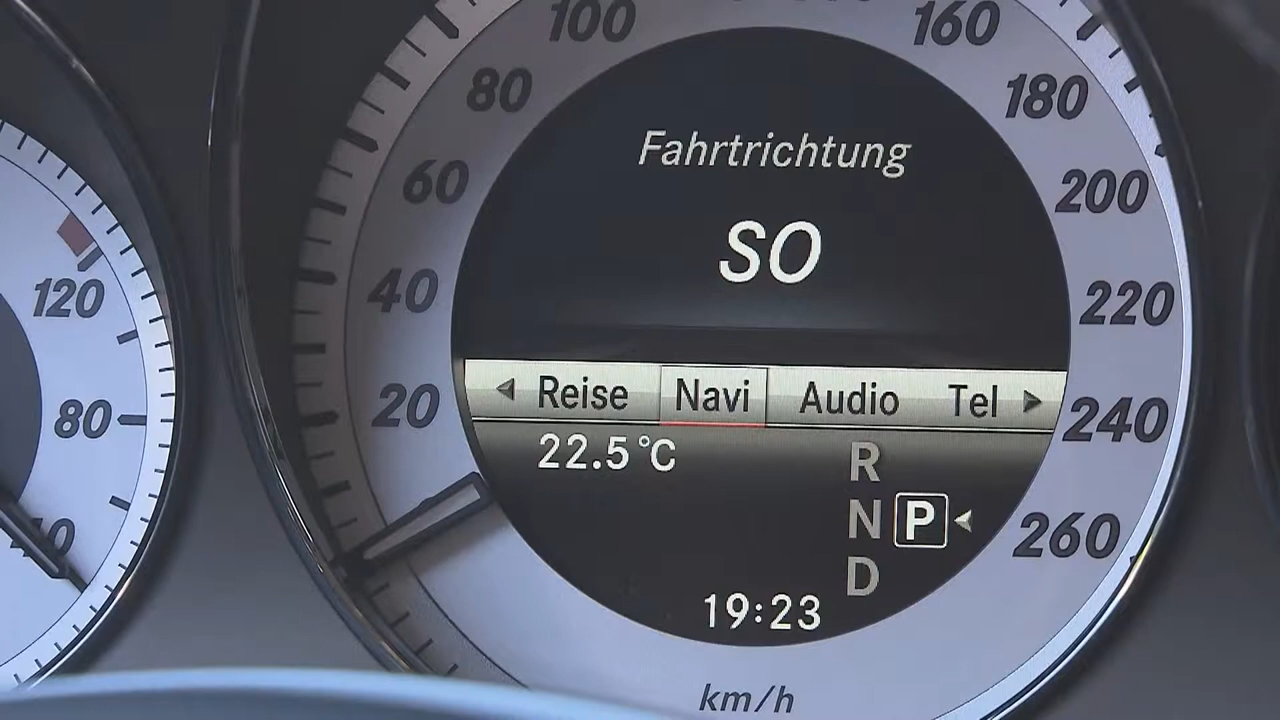 100
160
80
180
Fahrtrichtung
60
200
SO
120
40
220
Reise Navi Audio Tel
20
240
80
22.5 °C
R
N P
D
260
19:23
km/h